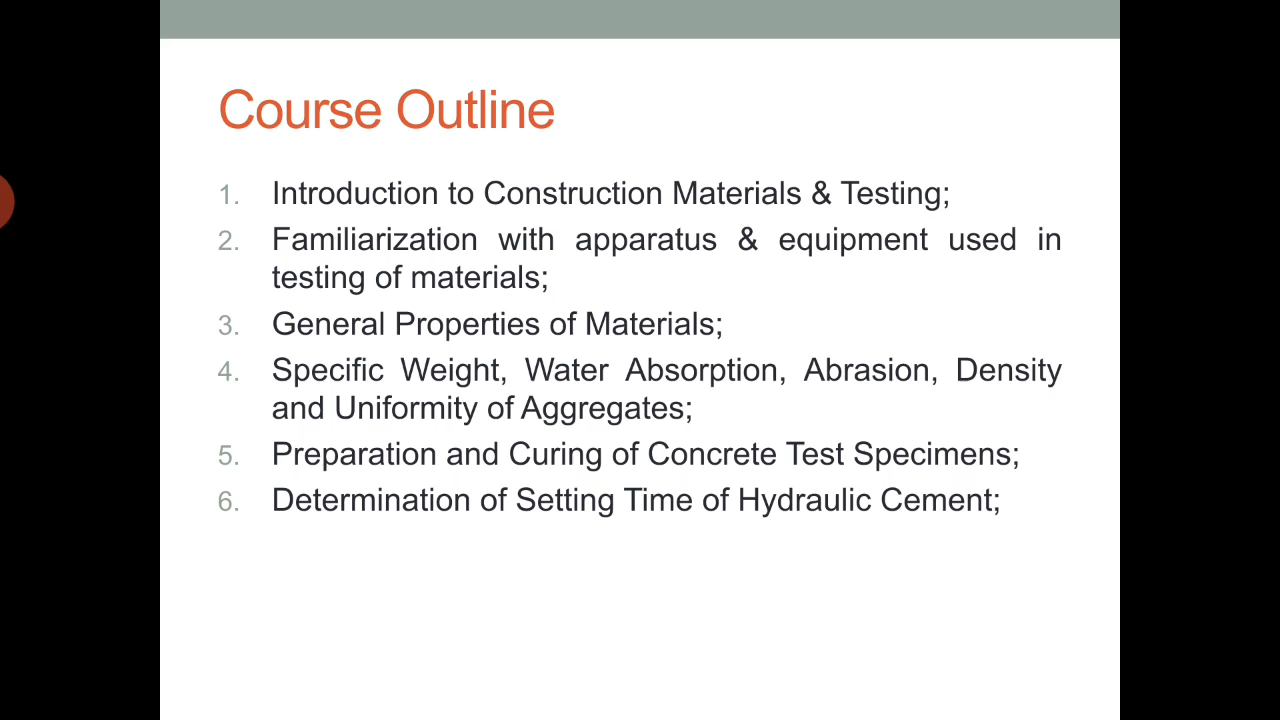 Course Outline
1. Introduction to Construction Materials & Testing;
2. Familiarization with apparatus & equipment used in
testing of materials;
3. General Properties of Materials;
4. Specific Weight, Water Absorption, Abrasion, Density
and Uniformity of Aggregates;
5. Preparation and Curing of Concrete Test Specimens;
6. Determination of Setting Time of Hydraulic Cement;